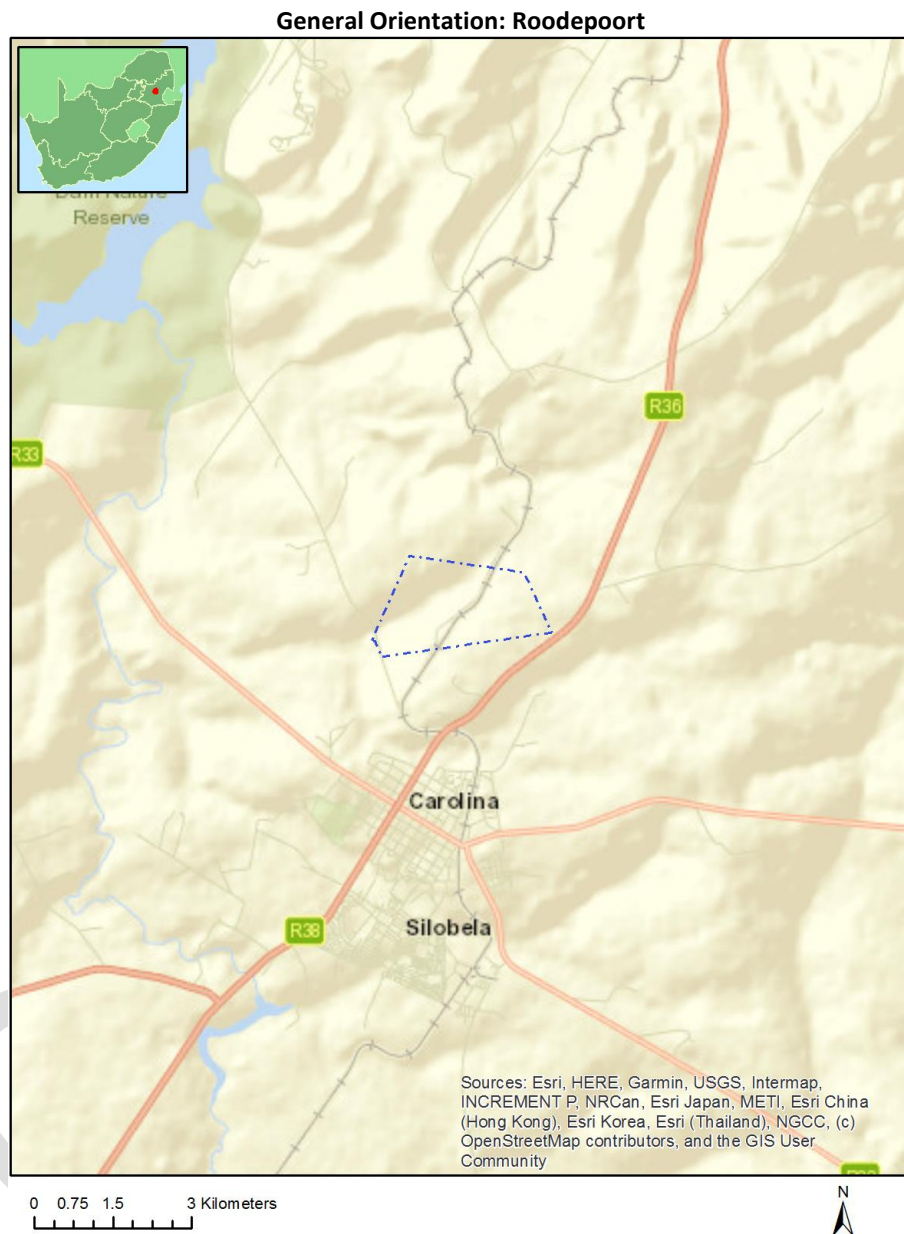 General Orientation: Roodepoort
Reserve
R36
R33
Carolina
Silobela
R38
Sources: Esri, HERE, Garmin, USGS, Intermap,
INCREMENT P, NRCan, Esri Japan, METI, Esri China
(Hong Kong), Esri Korea, Esri (Thailand), NGCC, (c)
OpenStreetMap contributors, and the GIS User
Community
0 0.75 1.5 3 Kilometers
N